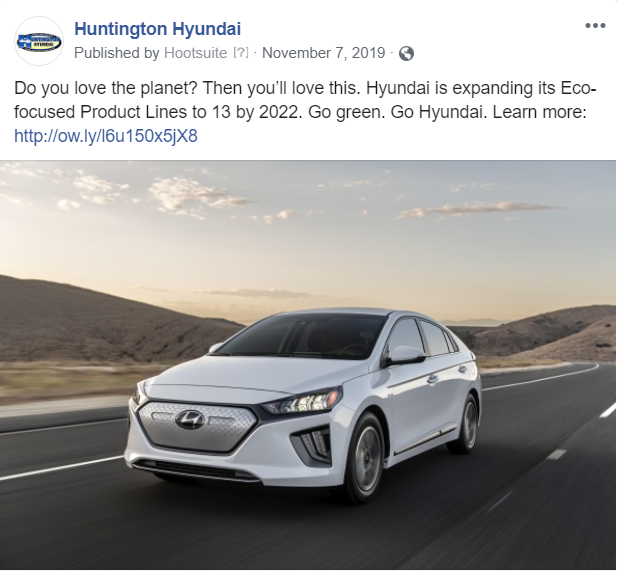 Huntington Hyundai
Published by Hootsuite [?] · November 7, 2019 ·
Do you love the planet? Then you’ll love this. Hyundai is expanding its Eco-
focused Product Lines to 13 by 2022. Go green. Go Hyundai. Learn more:
http://ow.ly/l6u150x5jX8
HUNTINGTON
HYUNDAI